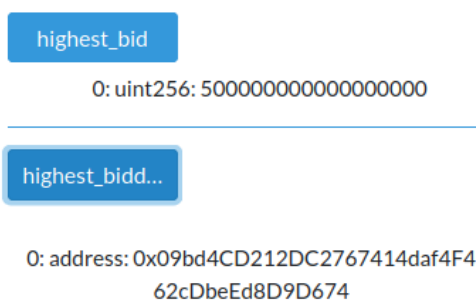 highest_bid
0: uint256: 500000000000000000
highest_bidd...
0: address: 0x09bd4CD212DC2767414daf4F4
62cDbeEd8D9D674